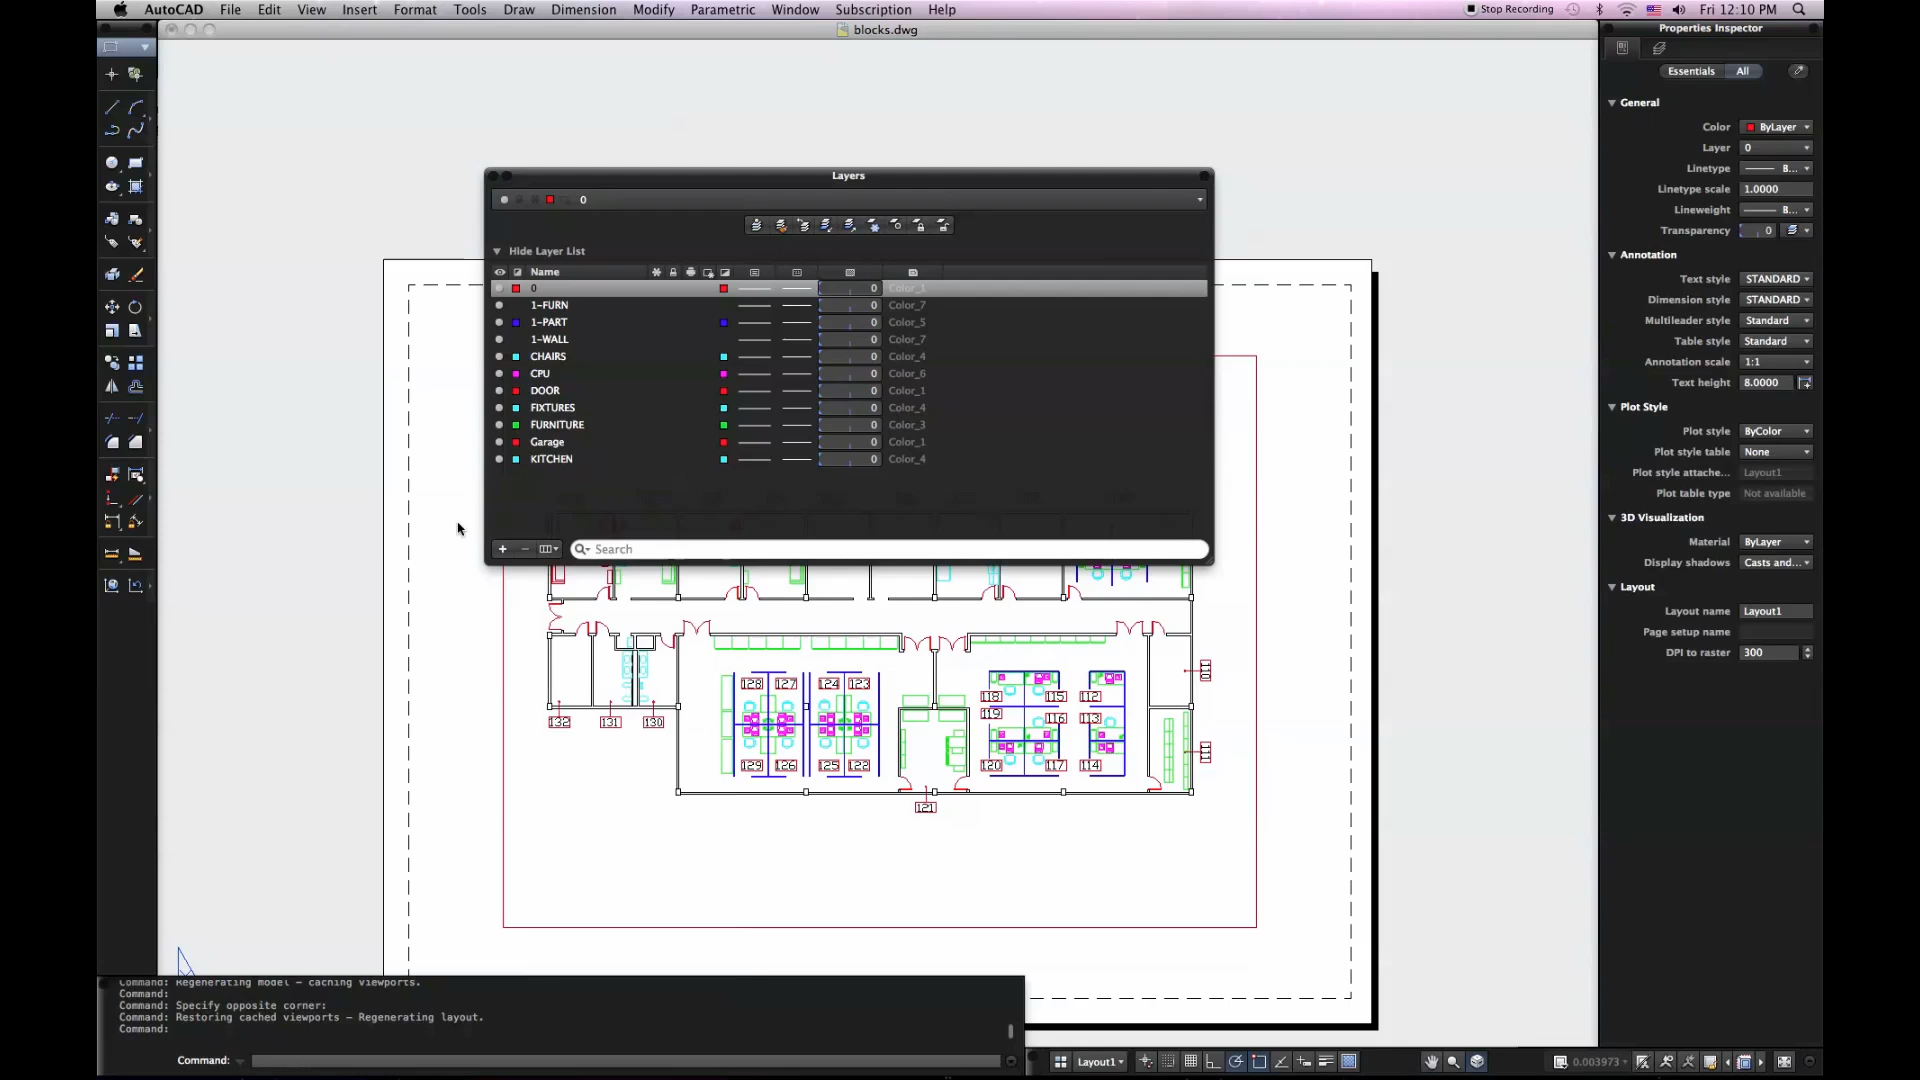 AutoCAD File Edit View Insert Format Tools Draw Dimension Modify Parametric Window Subscription Help Stop Recording Fri 12:10 PM
blocks.dwg
Properties Inspector
Essentials All
General
Color ByLayer
Layer 0
Linetype B...
Linetype scale 1.0000
Lineweight B...
Transparency 0
Annotation
Text style STANDARD
Dimension style STANDARD
Multileader style Standard
Table style Standard
Annotation scale 1:1
Text height 8.0000
Plot Style
Plot style ByColor
Plot style table None
Plot style attache... Layout1
Plot table type Not available
3D Visualization
Material ByLayer
Display shadows Casts and...
Layout
Layout name Layout1
Page setup name
DPI to raster 300
Layers
0
Hide Layer List
Name
0 0 Color_1
1-FURN 0 Color_7
1-PART 0 Color_5
1-WALL 0 Color_7
CHAIRS 0 Color_4
CPU 0 Color_6
DOOR 0 Color_1
FIXTURES 0 Color_4
FURNITURE 0 Color_3
Garage 0 Color_1
KITCHEN 0 Color_4
Search
128 127 124 123
118 115 112
132 131 130
119 116 113
129 126 125 122
120 117 114
121
Command: Regenerating model - caching viewports.
Command:
Command: Specify opposite corner:
Command: Restoring cached viewports - Regenerating layout.
Command:
Command:
Layout1
0.003973